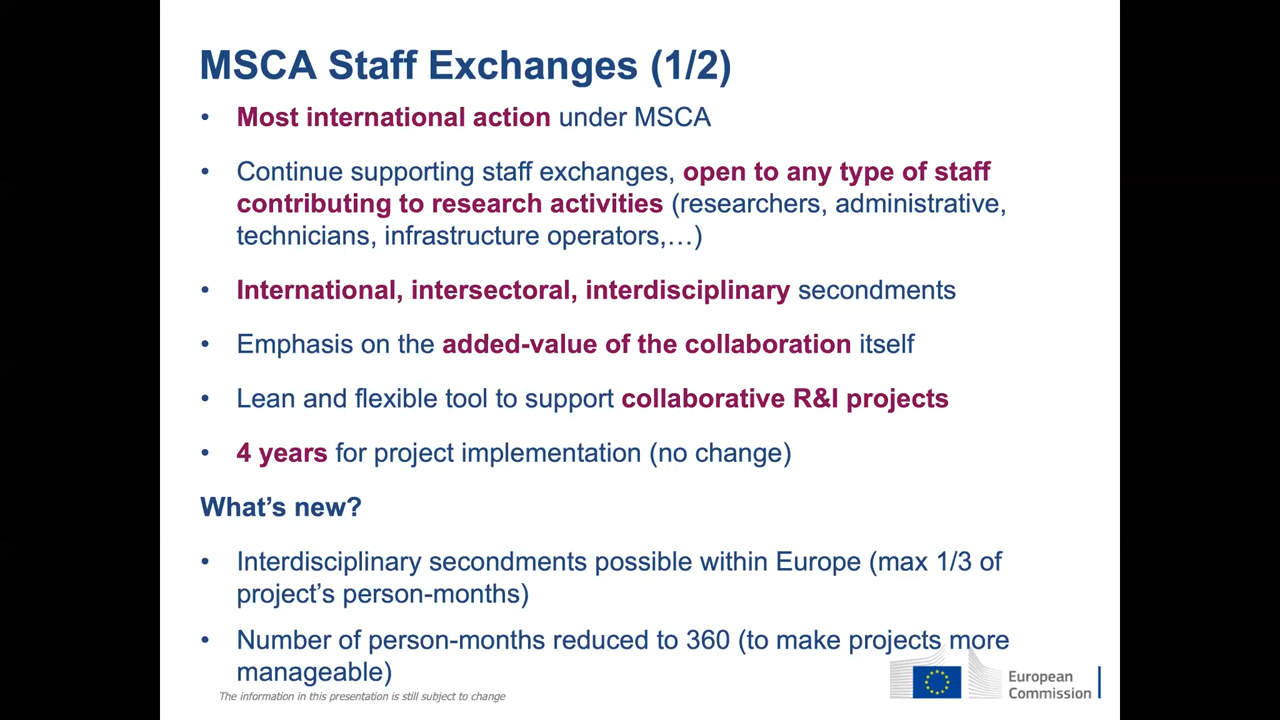 MSCA Staff Exchanges (1/2)
• Most international action under MSCA
• Continue supporting staff exchanges, open to any type of staff
contributing to research activities (researchers, administrative,
technicians, infrastructure operators,…)
• International, intersectoral, interdisciplinary secondments
• Emphasis on the added-value of the collaboration itself
• Lean and flexible tool to support collaborative R&I projects
• 4 years for project implementation (no change)
What’s new?
• Interdisciplinary secondments possible within Europe (max 1/3 of
project’s person-months)
• Number of person-months reduced to 360 (to make projects more
manageable)
The information in this presentation is still subject to change
European
Commission